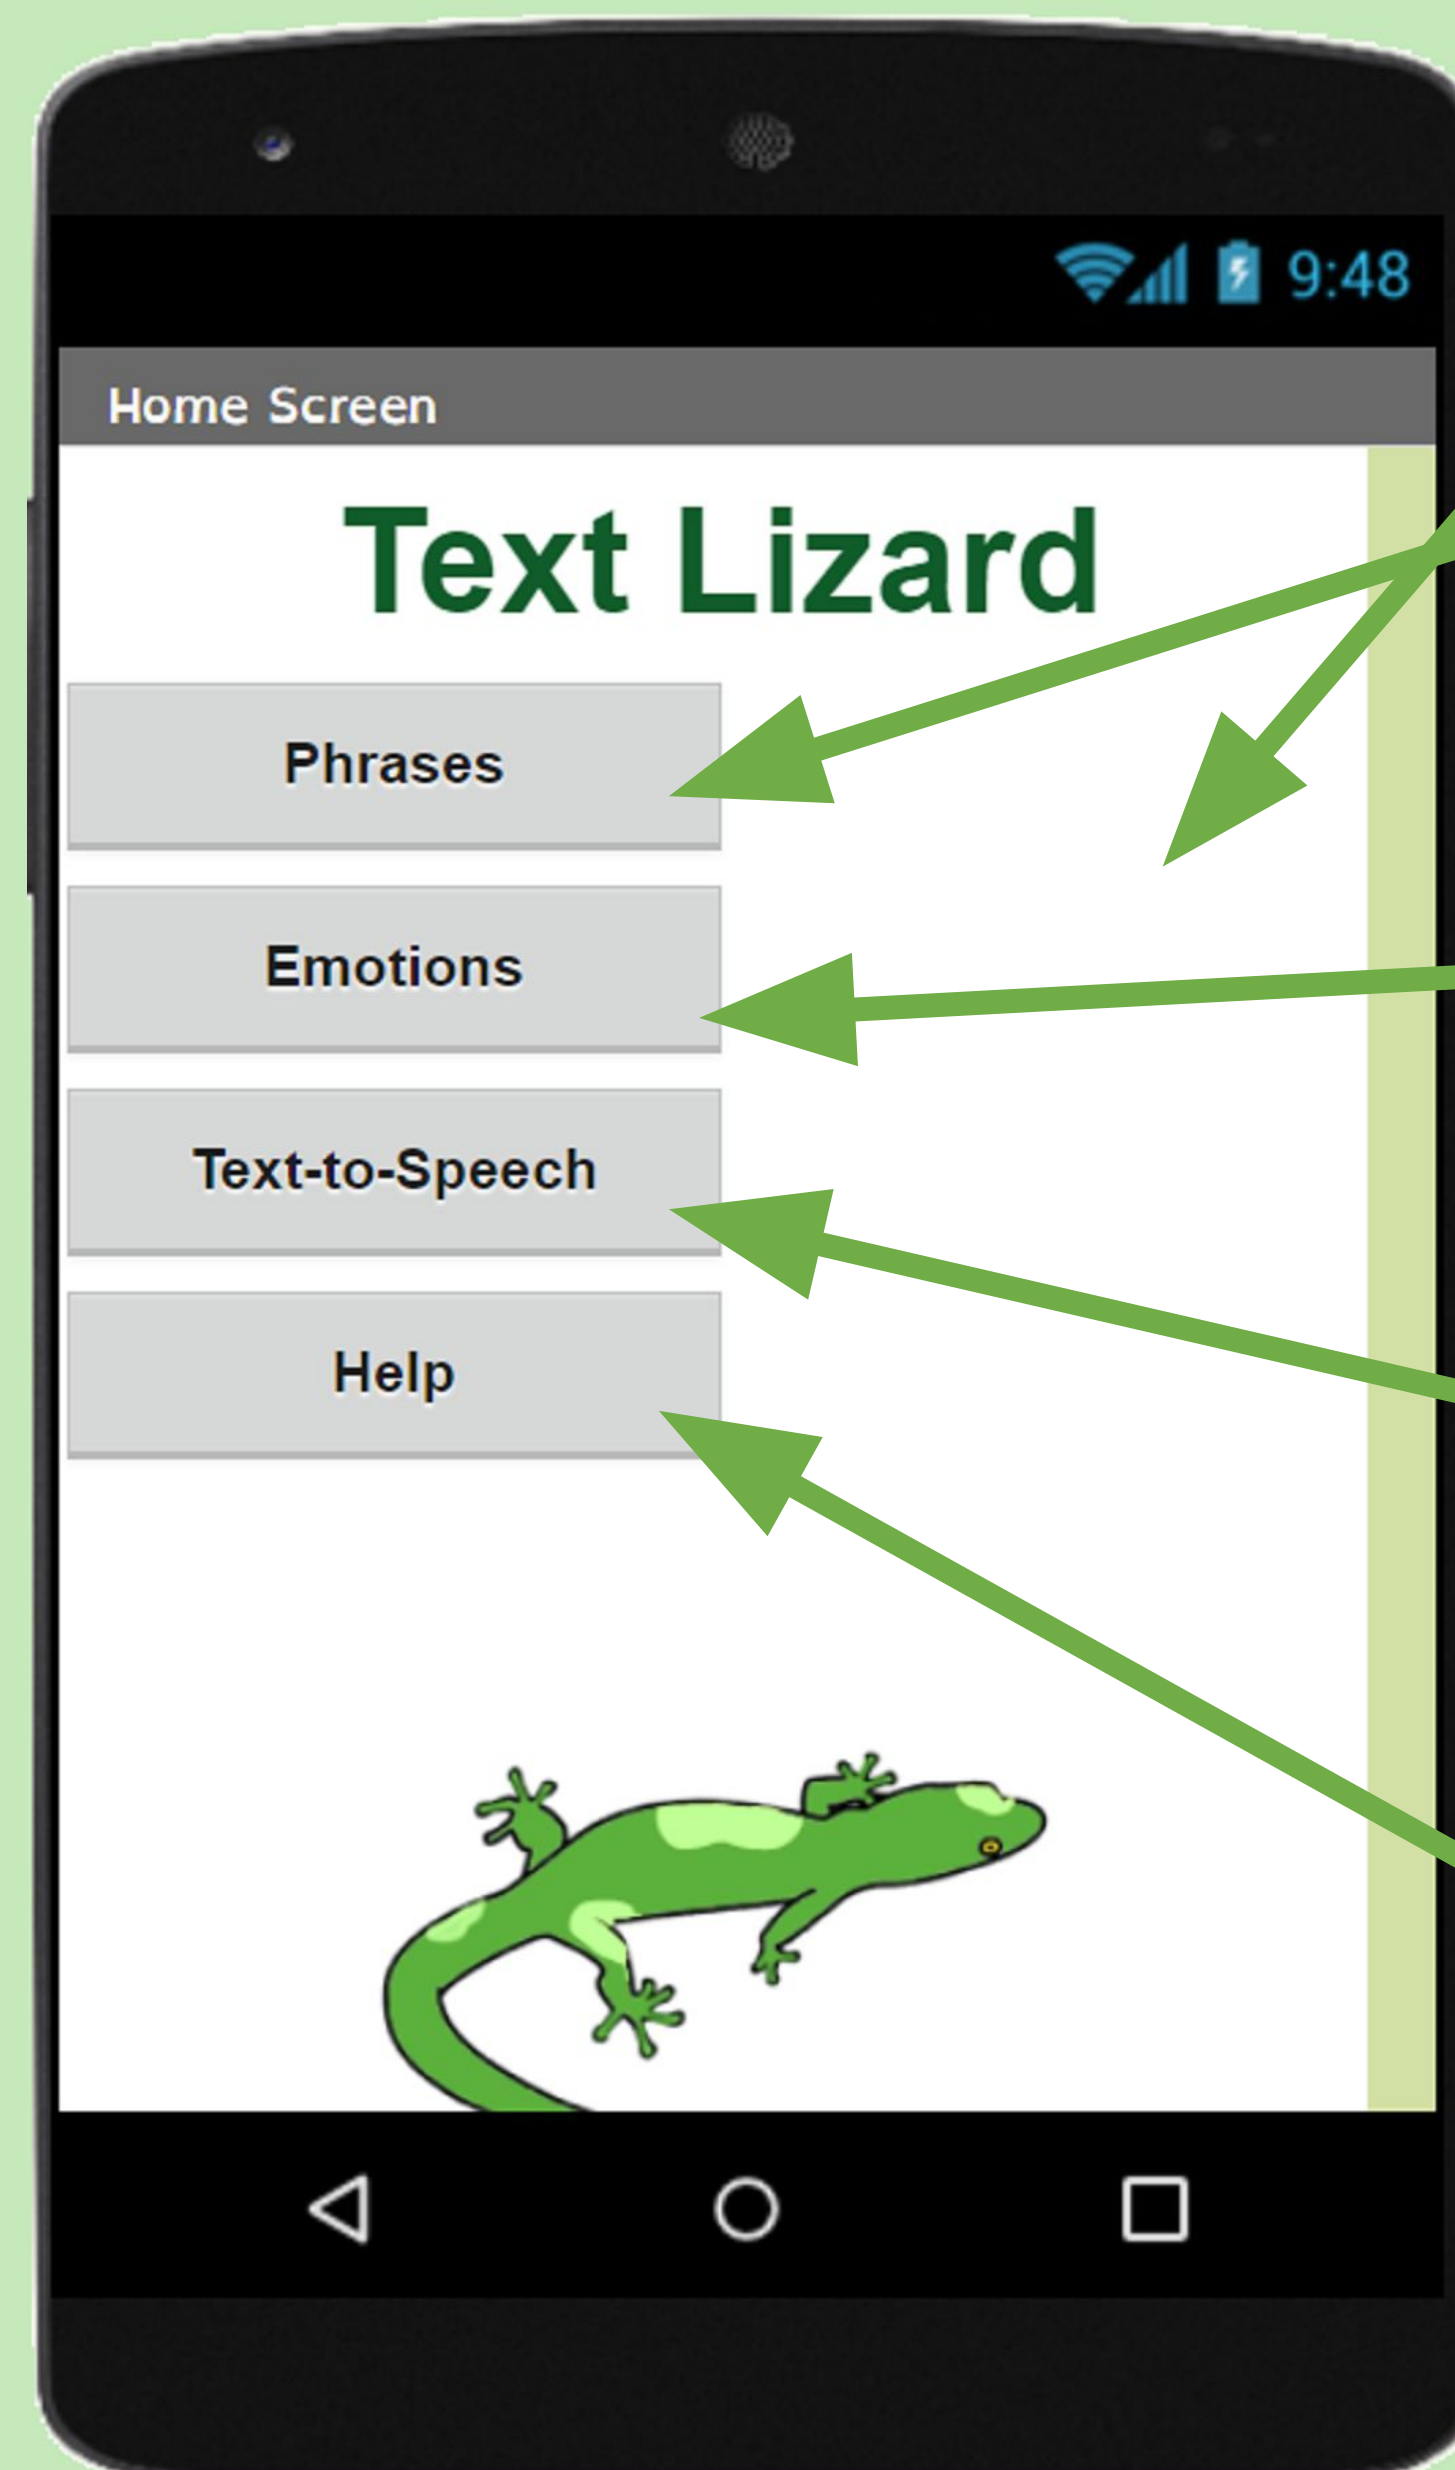 9:48
Home Screen
Text Lizard
Phrases
Emotions
Text-to-Speech
Help